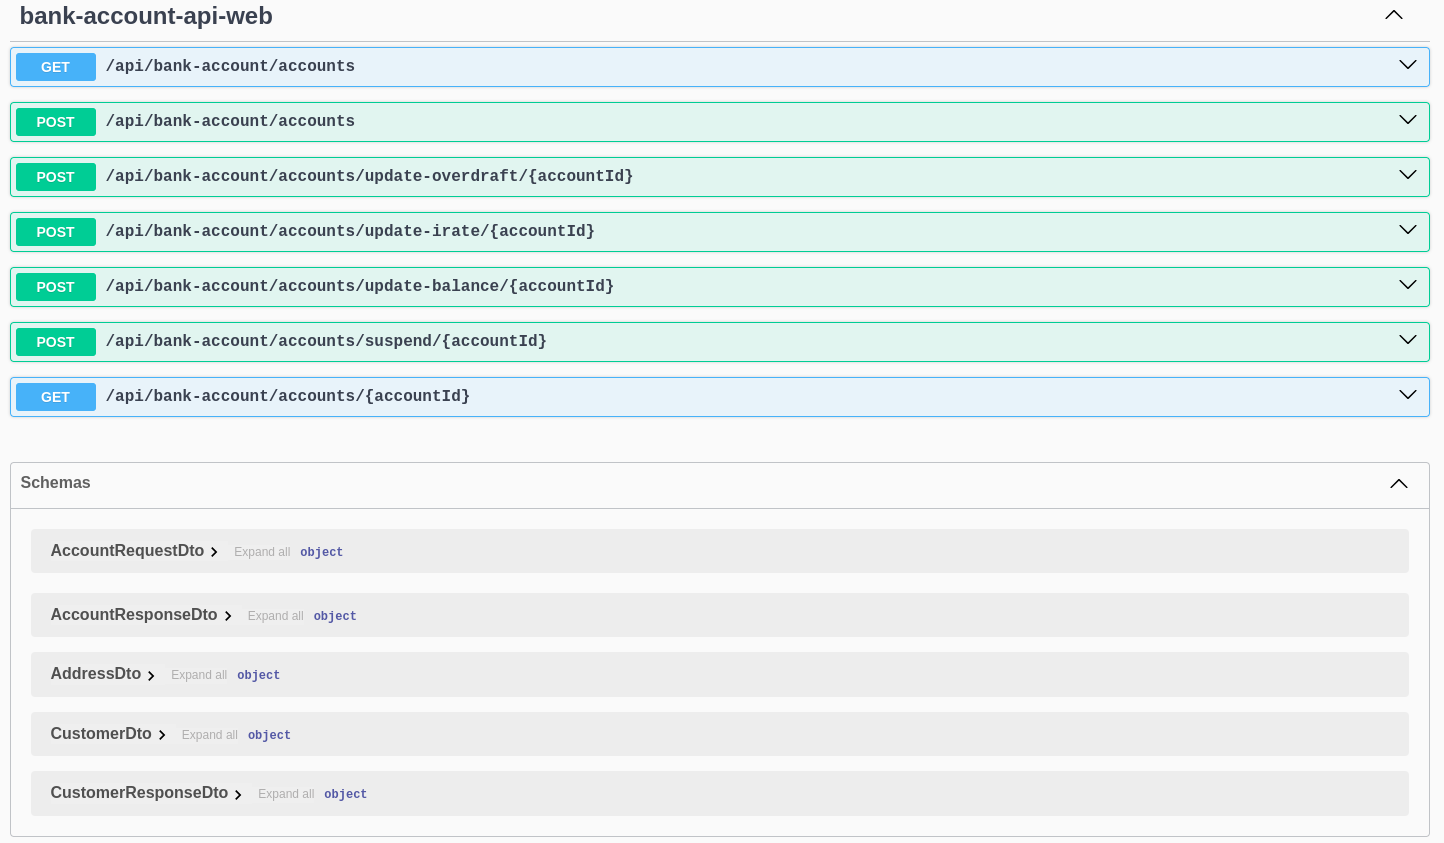 bank-account-api-web
GET /api/bank-account/accounts
POST /api/bank-account/accounts
POST /api/bank-account/accounts/update-overdraft/{accountId}
POST /api/bank-account/accounts/update-irate/{accountId}
POST /api/bank-account/accounts/update-balance/{accountId}
POST /api/bank-account/accounts/suspend/{accountId}
GET /api/bank-account/accounts/{accountId}
Schemas
AccountRequestDto Expand all object
AccountResponseDto Expand all object
AddressDto Expand all object
CustomerDto Expand all object
CustomerResponseDto Expand all object